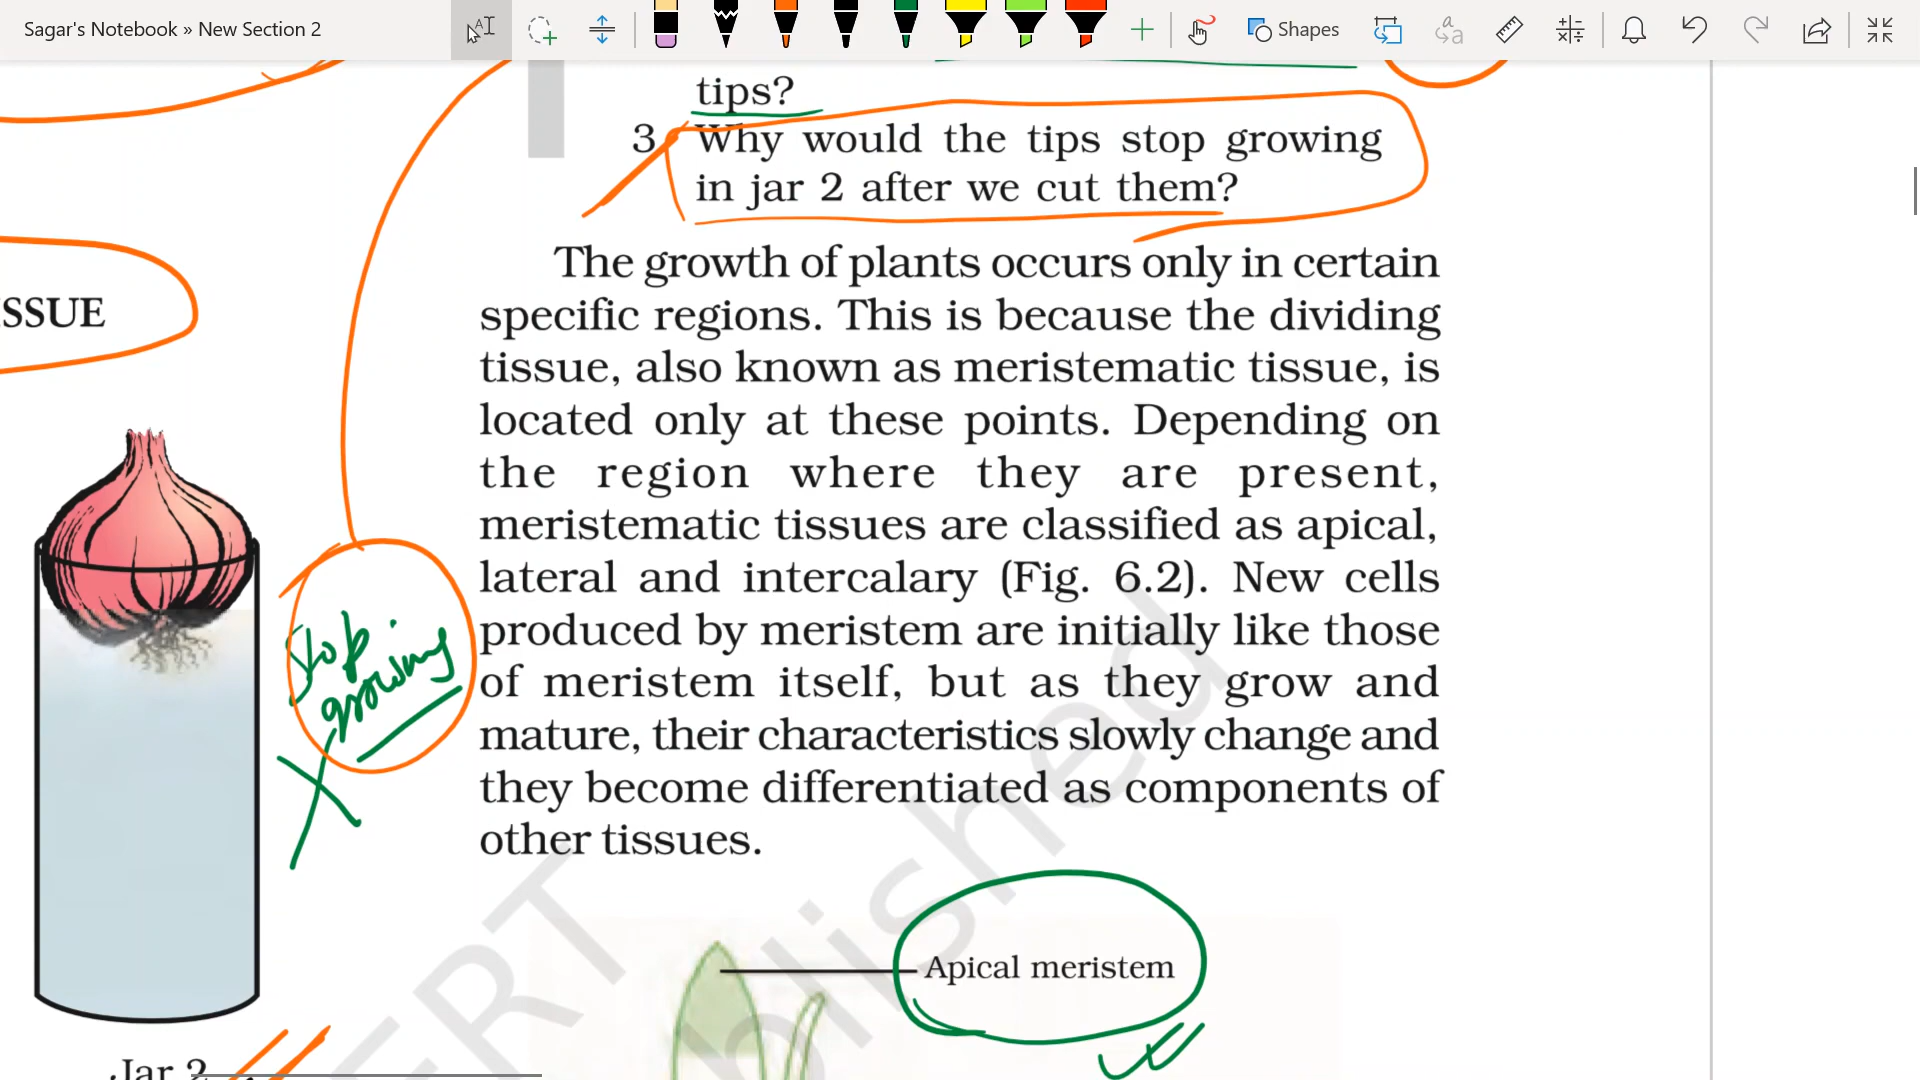 Sagar's Notebook » New Section 2
Shapes
tips?
3. Why would the tips stop growing
in jar 2 after we cut them?
The growth of plants occurs only in certain
specific regions. This is because the dividing
tissue, also known as meristematic tissue, is
located only at these points. Depending on
the region where they are present,
meristematic tissues are classified as apical,
lateral and intercalary (Fig. 6.2). New cells
produced by meristem are initially like those
of meristem itself, but as they grow and
mature, their characteristics slowly change and
they become differentiated as components of
other tissues.
ISSUE
Stop
growing
Apical meristem
Jar 2